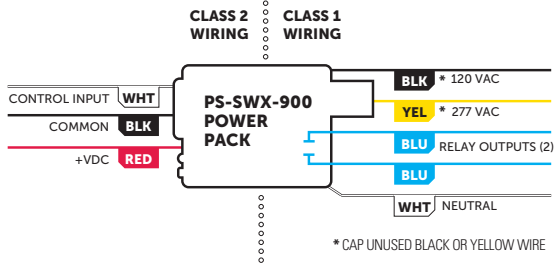 CLASS 2 WIRING
CLASS 1 WIRING
CONTROL INPUT WHT
COMMON BLK
+VDC RED
PS-SWX-900
POWER
PACK
BLK * 120 VAC
YEL * 277 VAC
BLU RELAY OUTPUTS (2)
BLU
WHT NEUTRAL
* CAP UNUSED BLACK OR YELLOW WIRE